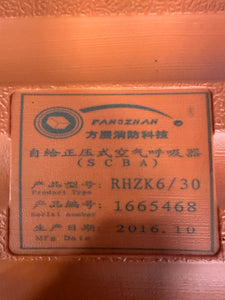 FANGZHAN
方展消防科技
自给正压式空气呼吸器
(SCBA)
产品型号: RHZK6/30
Product Type
产品编号: 1665468
Serial number
生产日期: 2016.10
Mfg Date